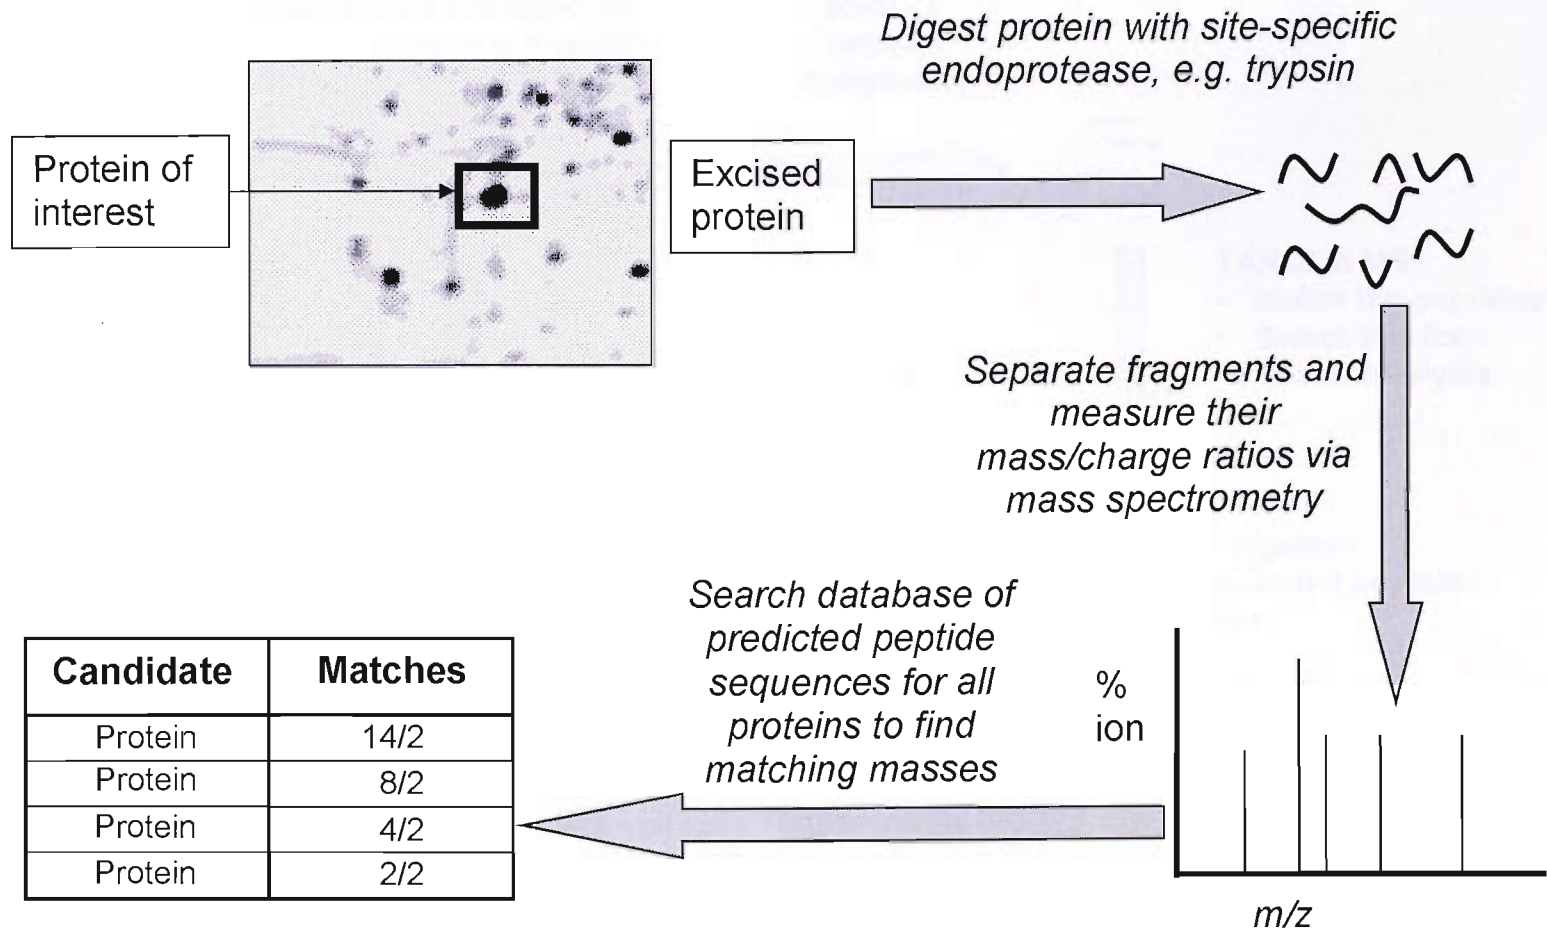 Digest protein with site-specific
endoprotease, e.g. trypsin
Protein of
interest
Excised
protein
Separate fragments and
measure their
mass/charge ratios via
mass spectrometry
Search database of
predicted peptide
sequences for all
proteins to find
matching masses
%
ion
m/z
Candidate Matches
Protein 14/2
Protein 8/2
Protein 4/2
Protein 2/2